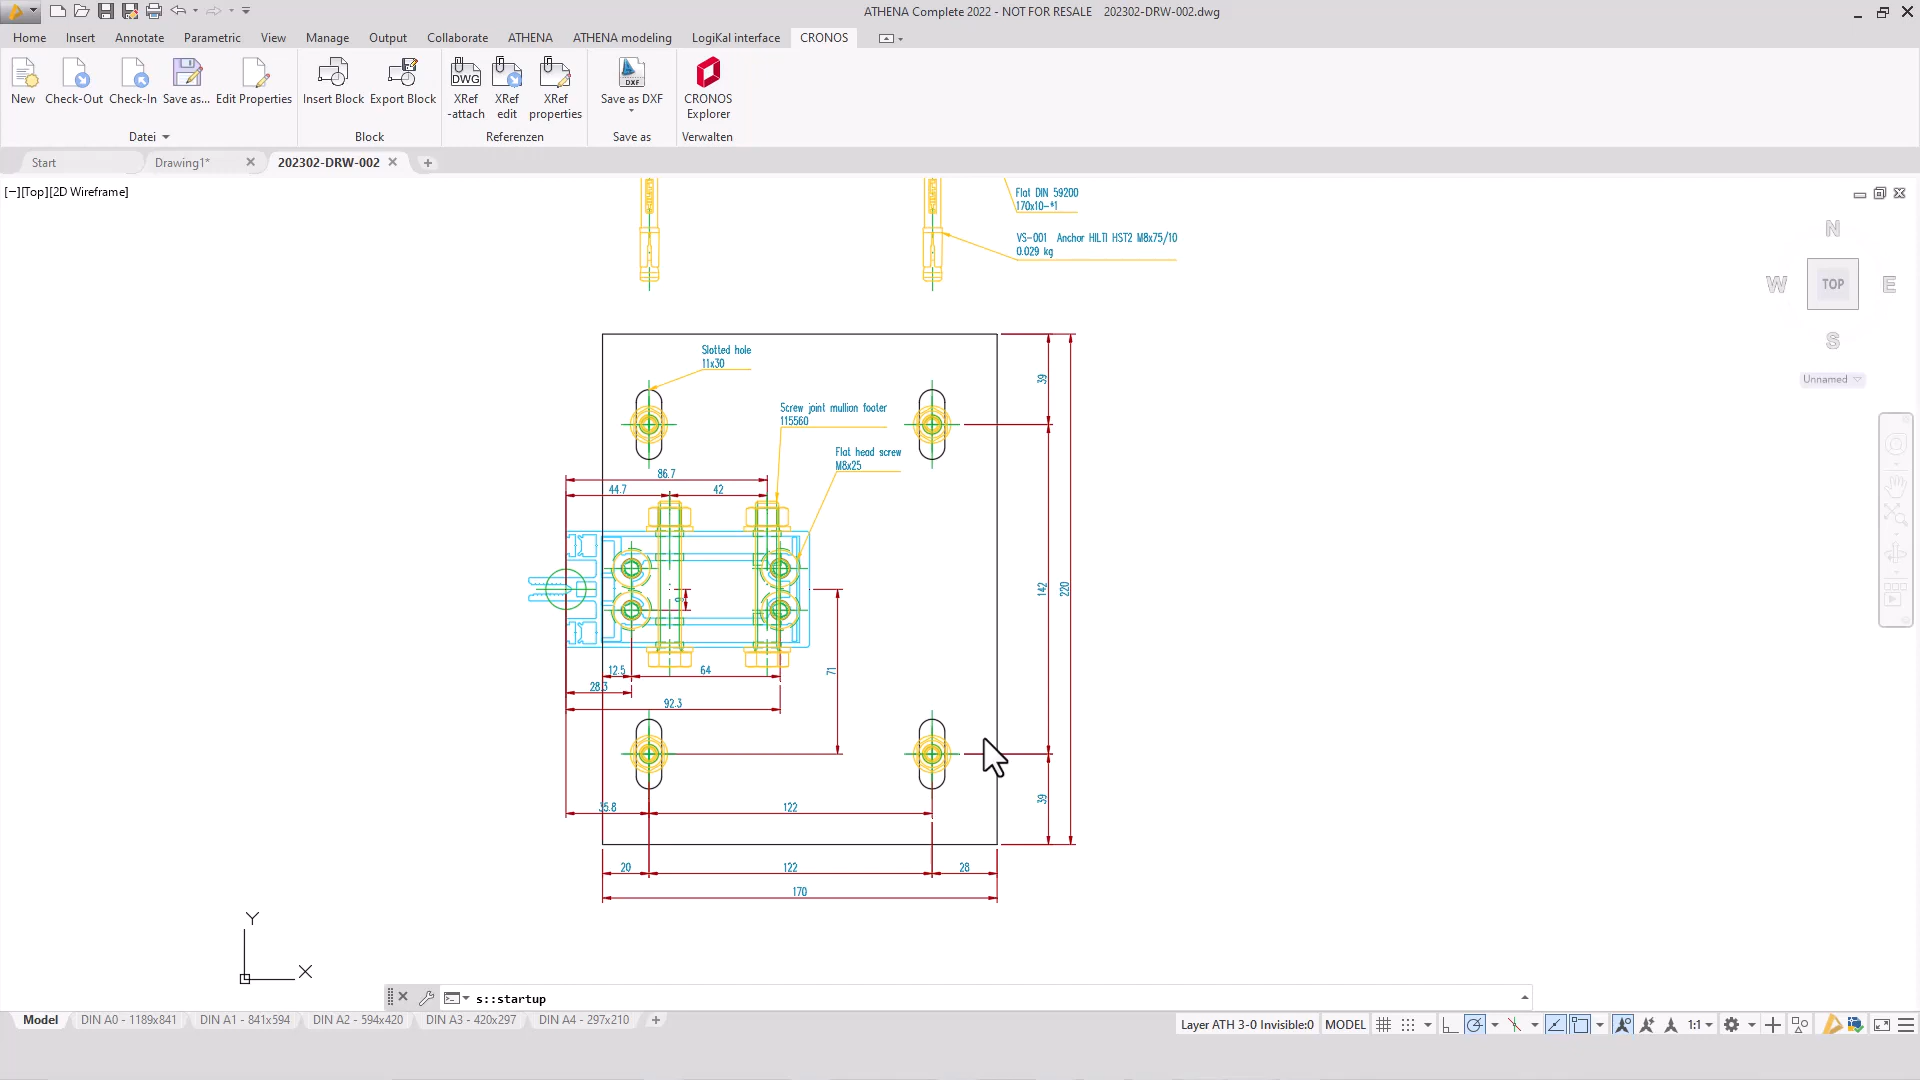 ATHENA Complete 2022 - NOT FOR RESALE 202302-DRW-002.dwg
Home Insert Annotate Parametric View Manage Output Collaborate ATHENA ATHENA modeling LogiKal interface CRONOS
New Check-Out Check-In Save as... Edit Properties Insert Block Export Block XRef -attach XRef edit XRef properties Save as DXF CRONOS Explorer
DWG
DXF
Datei Block Referenzen Save as Verwalten
Start Drawing1* 202302-DRW-002
[−][Top][2D Wireframe]
Flat DIN 59200
170x10-*1
VS-001 Anchor HILTI HST2 M8x75/10
0.029 kg
N
W TOP E
S
Unnamed
Slotted hole
11x30
39
Screw joint mullion footer
115560
Flat head screw
M8x25
86.7
44.7 42
142 220
9
12.5 64
71
28.3
92.3
39
35.8 122
20 122 28
170
Y
X
s::startup
Model DIN A0 - 1189x841 DIN A1 - 841x594 DIN A2 - 594x420 DIN A3 - 420x297 DIN A4 - 297x210
Layer ATH 3-0 Invisible:0 MODEL 1:1